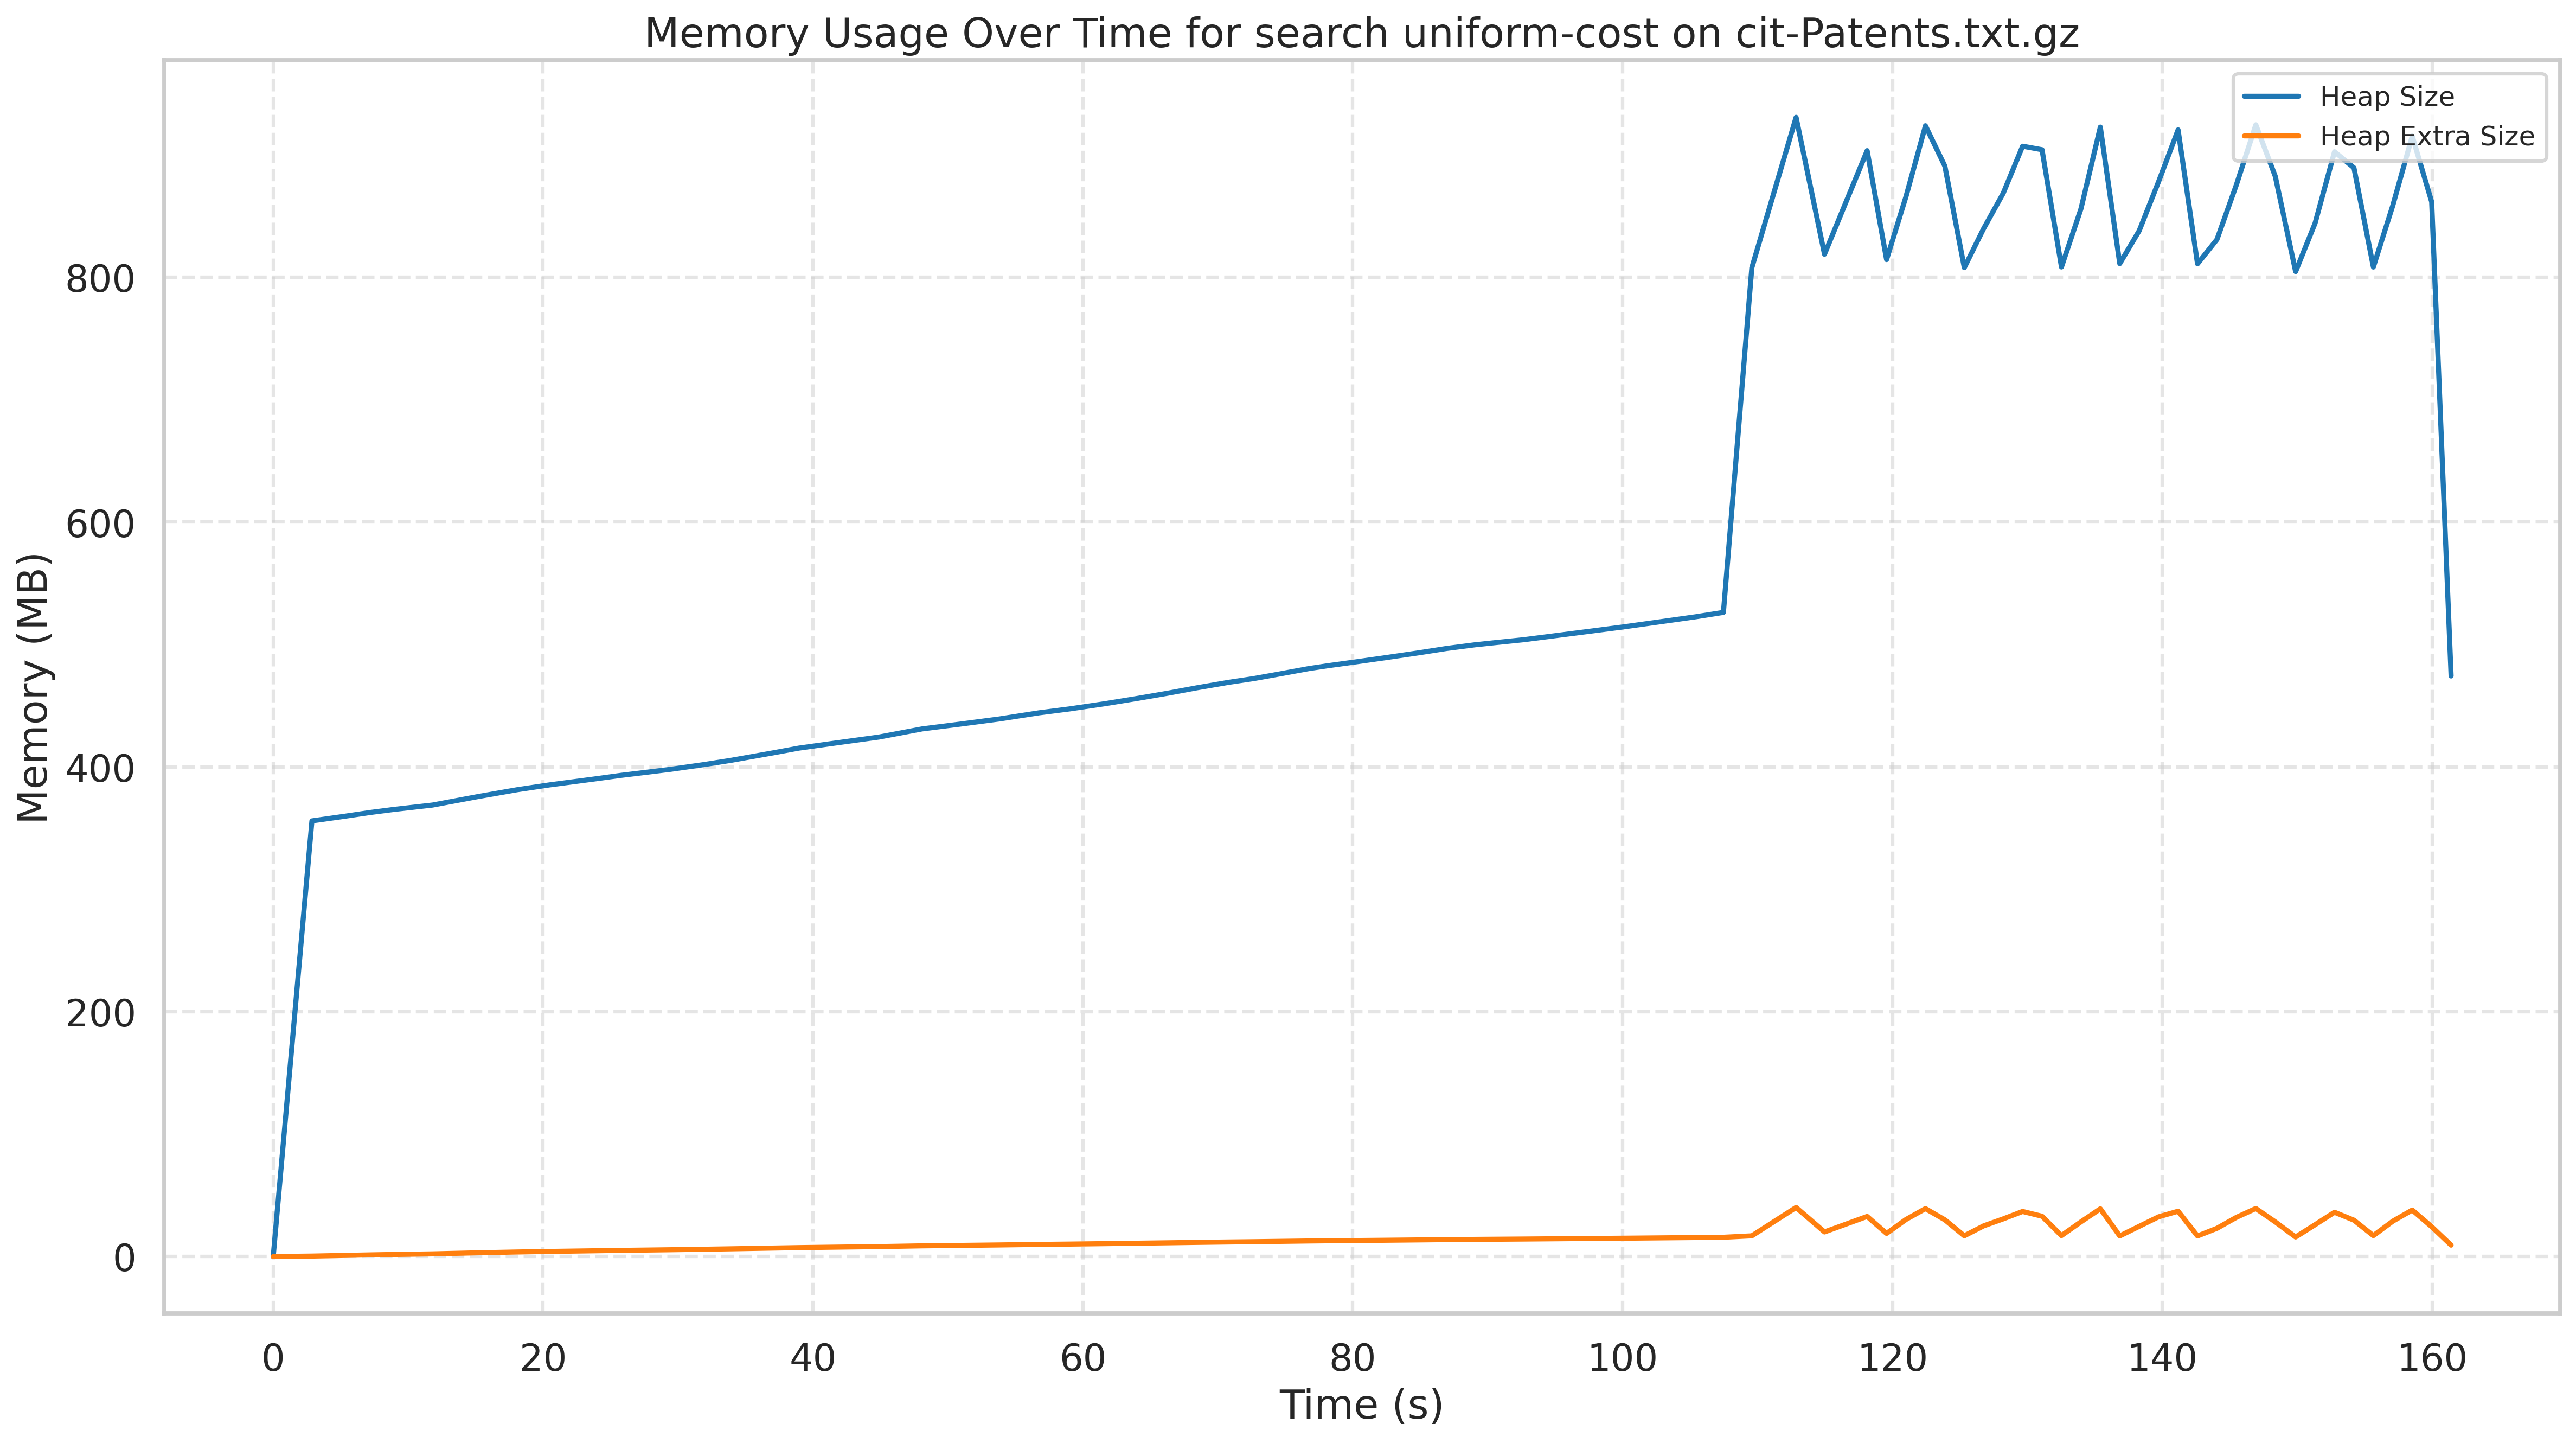 Memory Usage Over Time for search uniform-cost on cit-Patents.txt.gz
Heap Size
Heap Extra Size
Memory (MB)
800
600
400
200
0
0 20 40 60 80 100 120 140 160
Time (s)